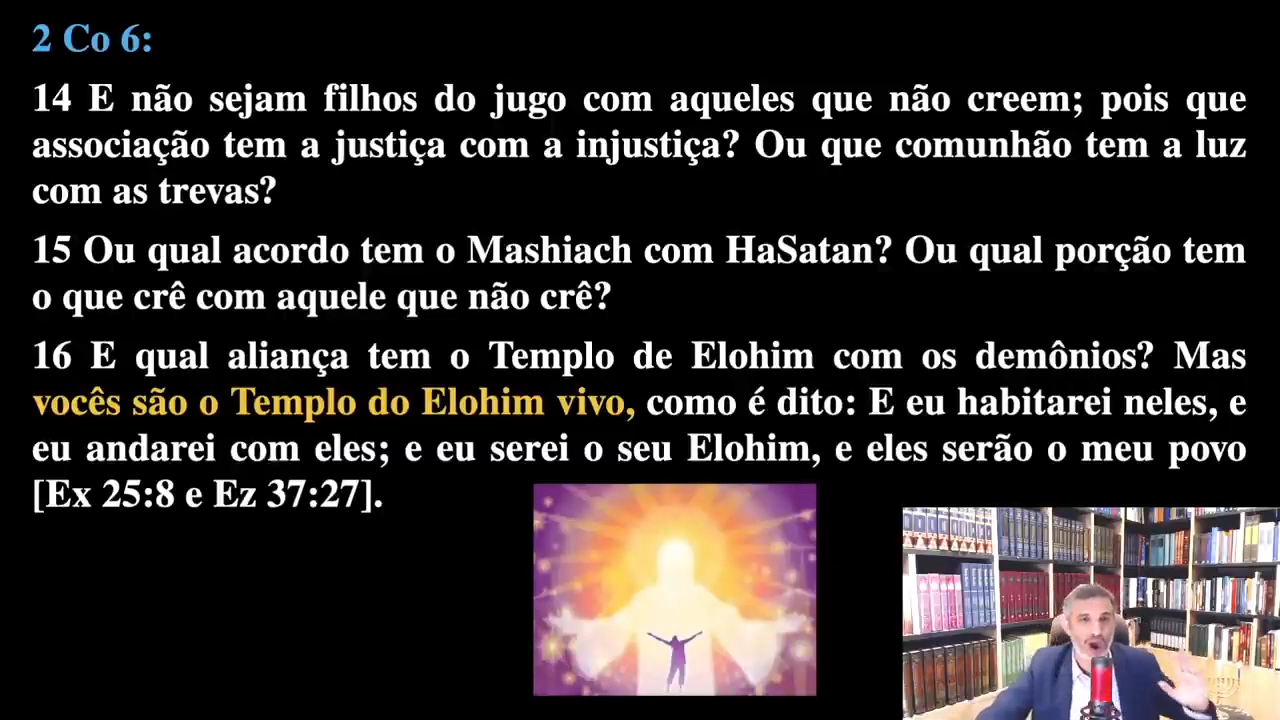 2 Co 6:
14 E não sejam filhos do jugo com aqueles que não creem; pois que
associação tem a justiça com a injustiça? Ou que comunhão tem a luz
com as trevas?
15 Ou qual acordo tem o Mashiach com HaSatan? Ou qual porção tem
o que crê com aquele que não crê?
16 E qual aliança tem o Templo de Elohim com os demônios? Mas
vocês são o Templo do Elohim vivo, como é dito: E eu habitarei neles, e
eu andarei com eles; e eu serei o seu Elohim, e eles serão o meu povo
[Ex 25:8 e Ez 37:27].